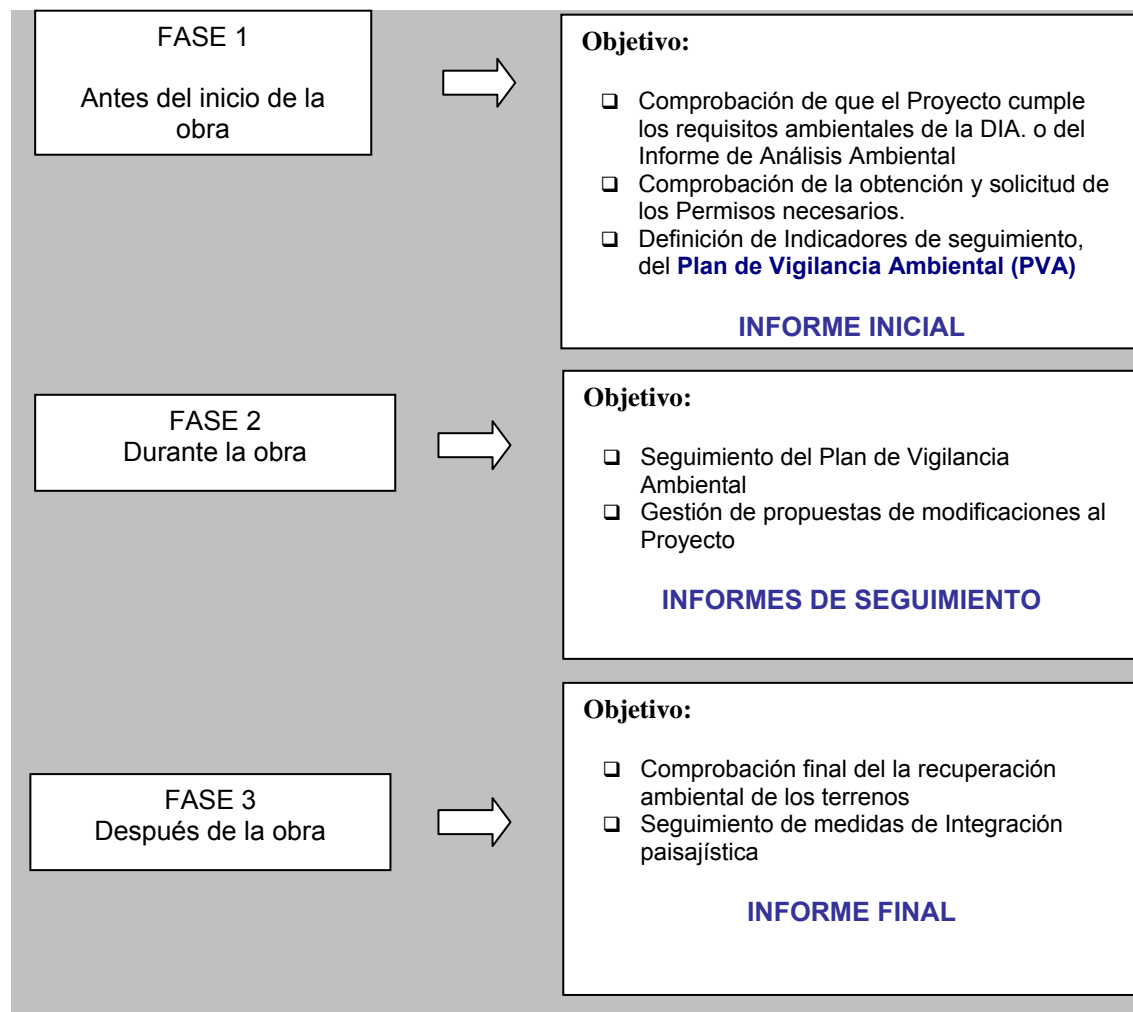 FASE 1
Antes del inicio de la
obra
Objetivo:
❑ Comprobación de que el Proyecto cumple
los requisitos ambientales de la DIA. o del
Informe de Análisis Ambiental
❑ Comprobación de la obtención y solicitud de
los Permisos necesarios.
❑ Definición de Indicadores de seguimiento,
del Plan de Vigilancia Ambiental (PVA)
INFORME INICIAL
FASE 2
Durante la obra
Objetivo:
❑ Seguimiento del Plan de Vigilancia
Ambiental
❑ Gestión de propuestas de modificaciones al
Proyecto
INFORMES DE SEGUIMIENTO
FASE 3
Después de la obra
Objetivo:
❑ Comprobación final del la recuperación
ambiental de los terrenos
❑ Seguimiento de medidas de Integración
paisajística
INFORME FINAL